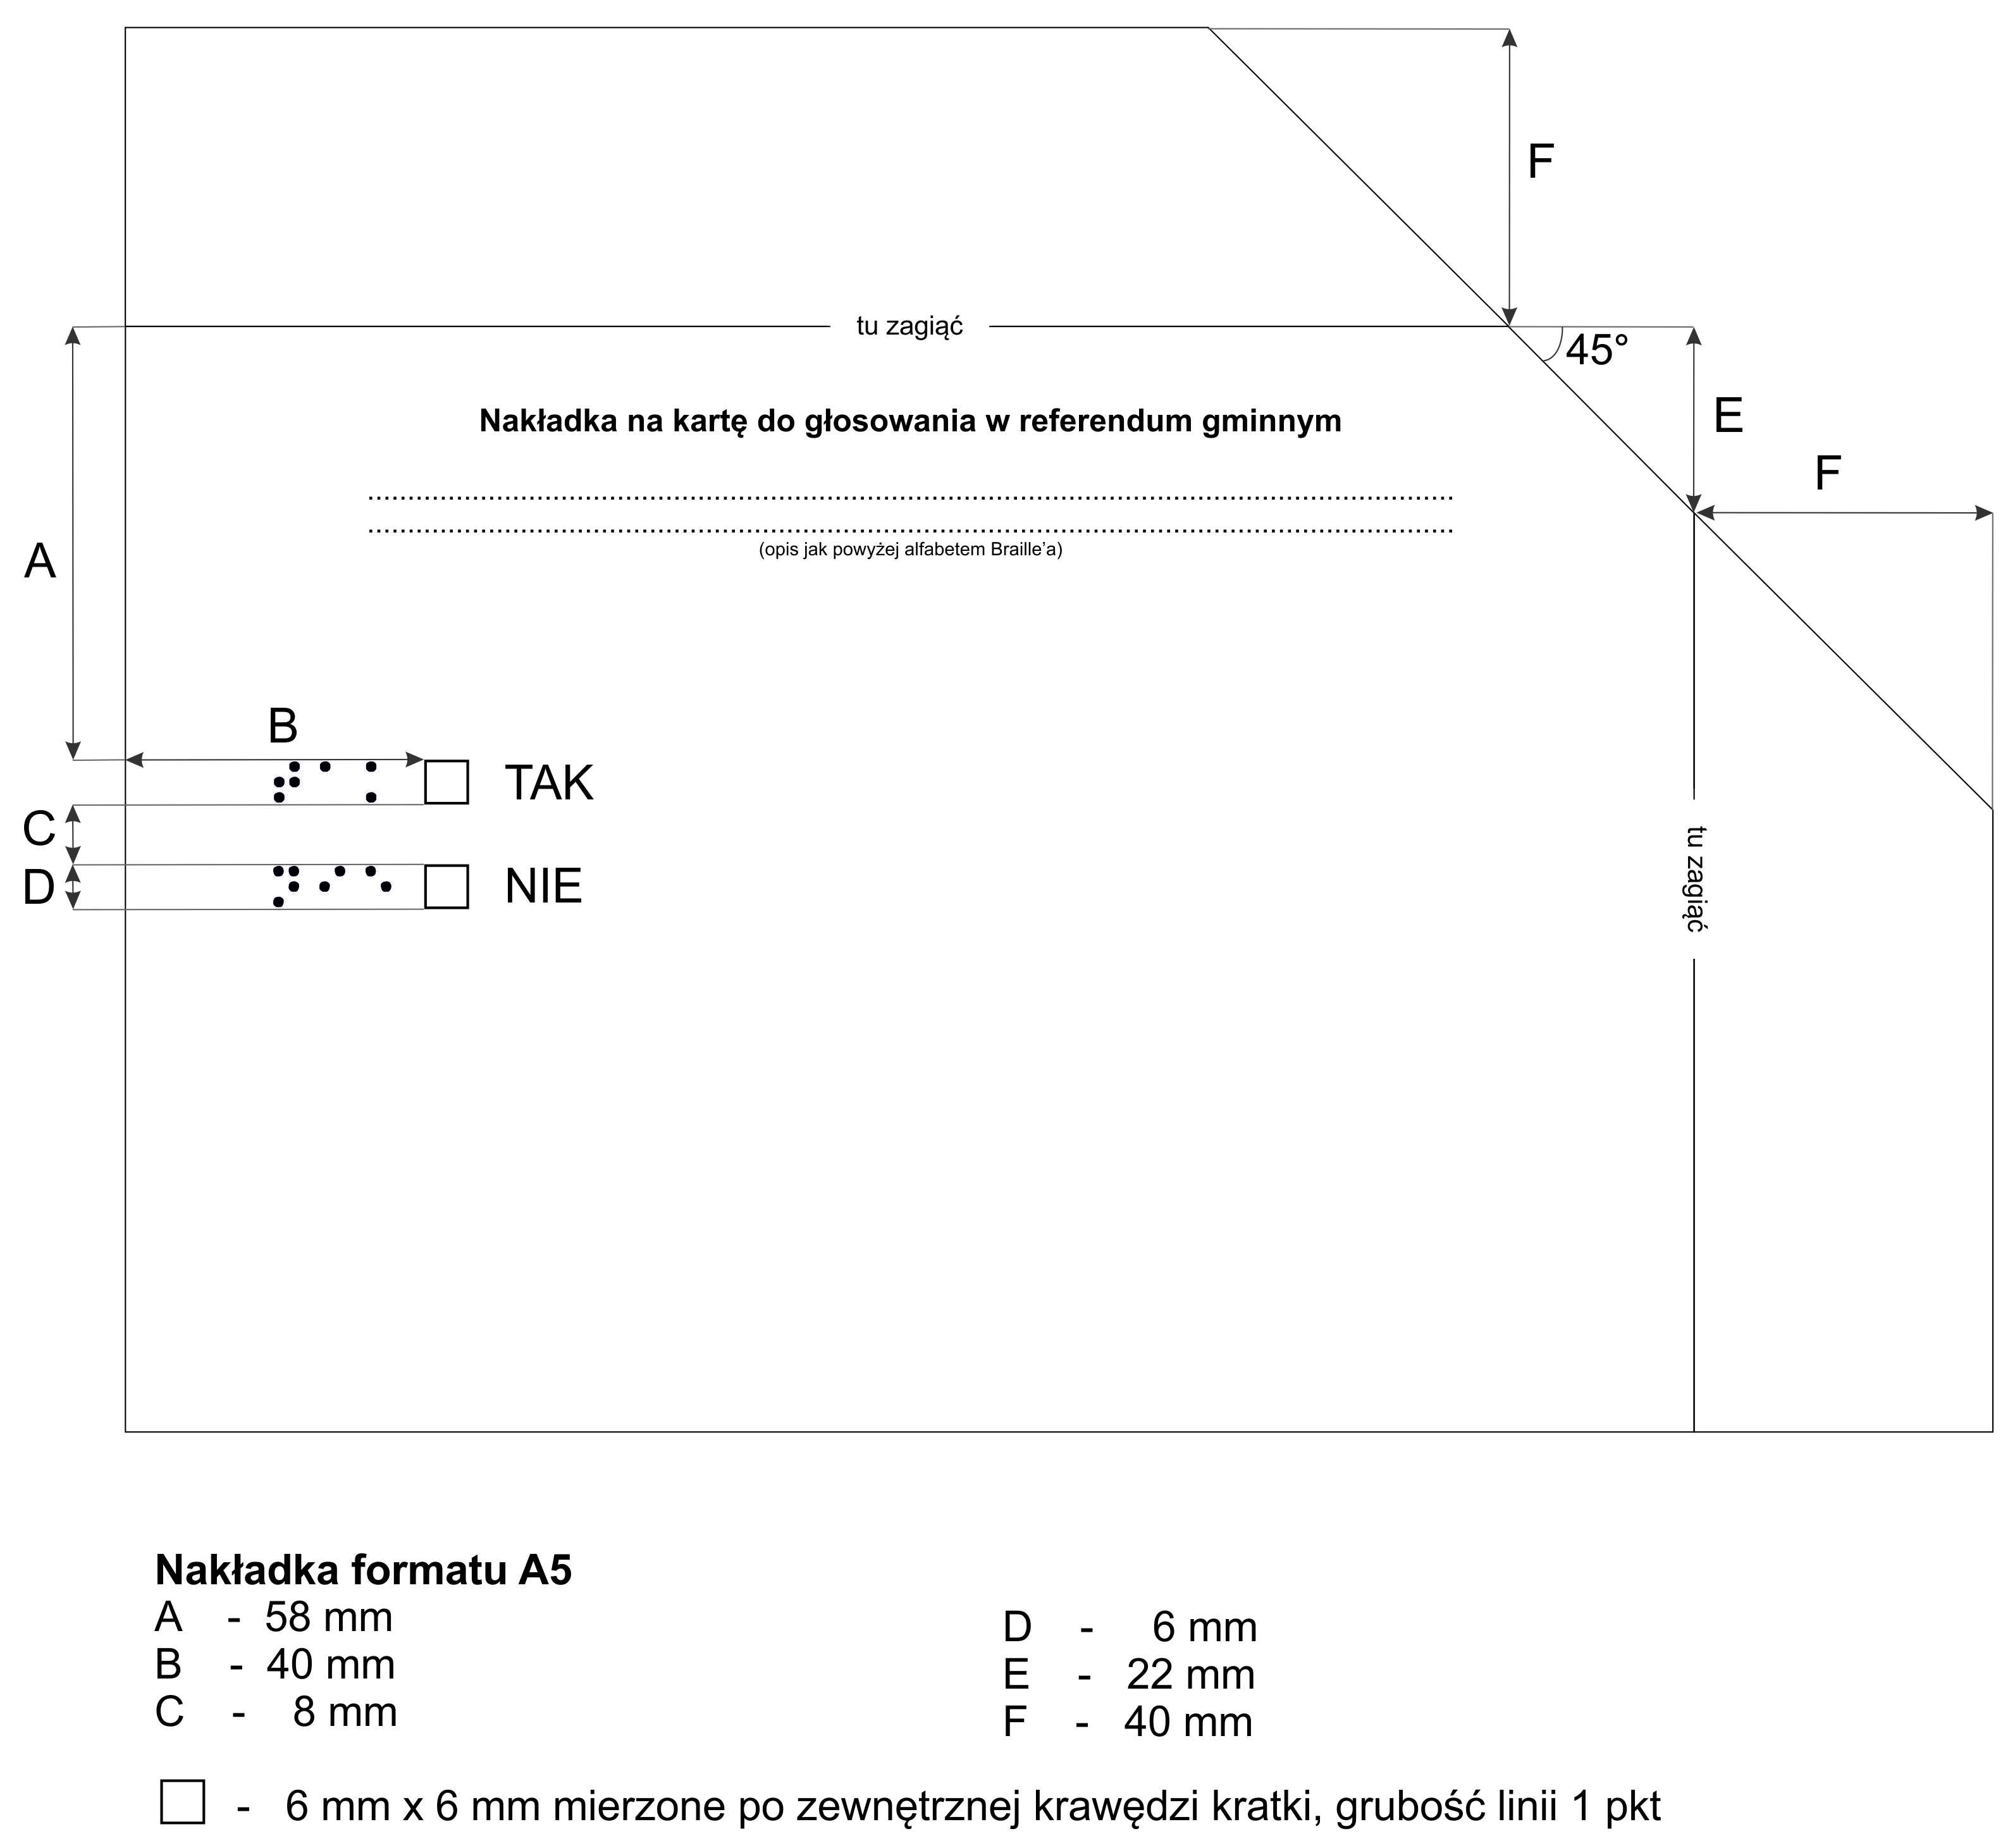 F
tu zagiąć
45°
Nakładka na kartę do głosowania w referendum gminnym
E
F
................................................................
................................................................
(opis jak powyżej alfabetem Braille’a)
A
B
⠞⠁⠅ TAK
C
D
⠝⠊⠑ NIE
tu zagiąć
Nakładka formatu A5
A - 58 mm
B - 40 mm
C - 8 mm
D - 6 mm
E - 22 mm
F - 40 mm
- 6 mm x 6 mm mierzone po zewnętrznej krawędzi kratki, grubość linii 1 pkt